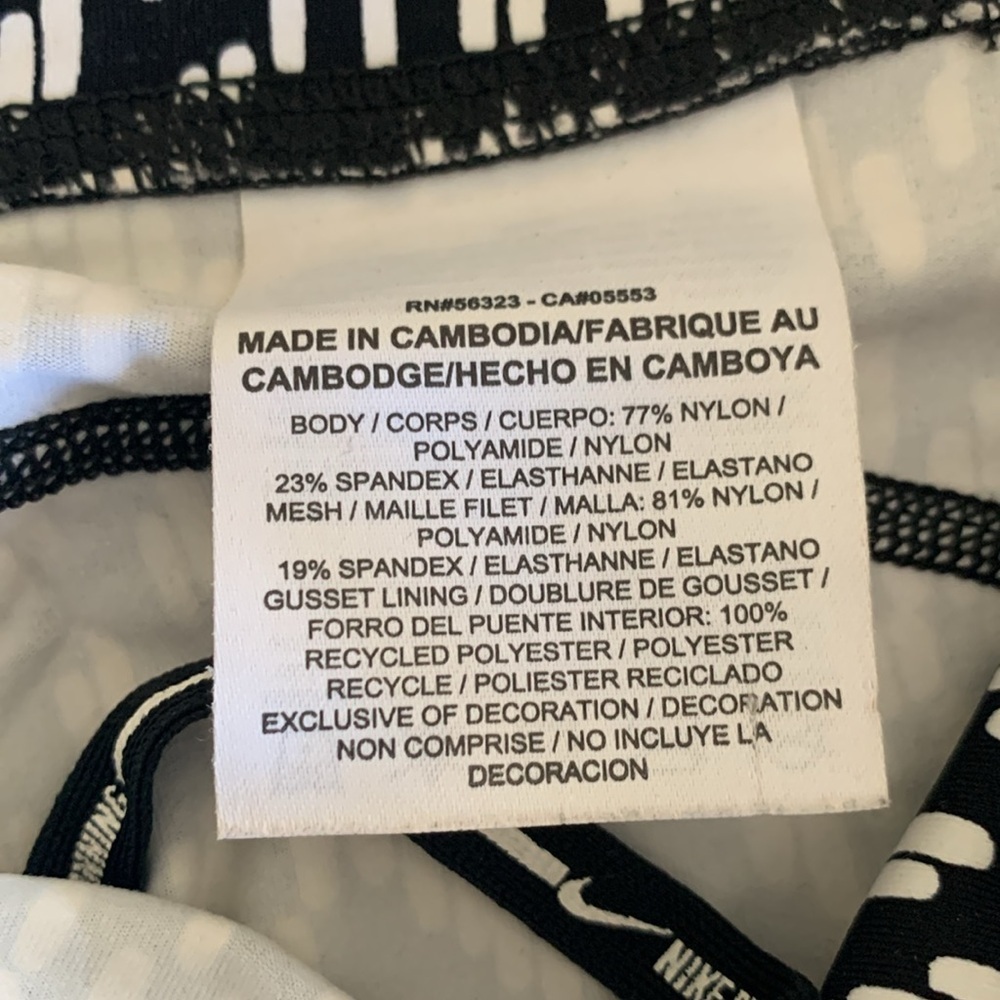 RN#56323 - CA#05553
MADE IN CAMBODIA/FABRIQUE AU
CAMBODGE/HECHO EN CAMBOYA
BODY / CORPS / CUERPO: 77% NYLON /
POLYAMIDE / NYLON
23% SPANDEX / ELASTHANNE / ELASTANO
MESH / MAILLE FILET / MALLA: 81% NYLON /
POLYAMIDE / NYLON
19% SPANDEX / ELASTHANNE / ELASTANO
GUSSET LINING / DOUBLURE DE GOUSSET /
FORRO DEL PUENTE INTERIOR: 100%
RECYCLED POLYESTER / POLYESTER
RECYCLE / POLIESTER RECICLADO
EXCLUSIVE OF DECORATION / DECORATION
NON COMPRISE / NO INCLUYE LA
DECORACION
NIKE